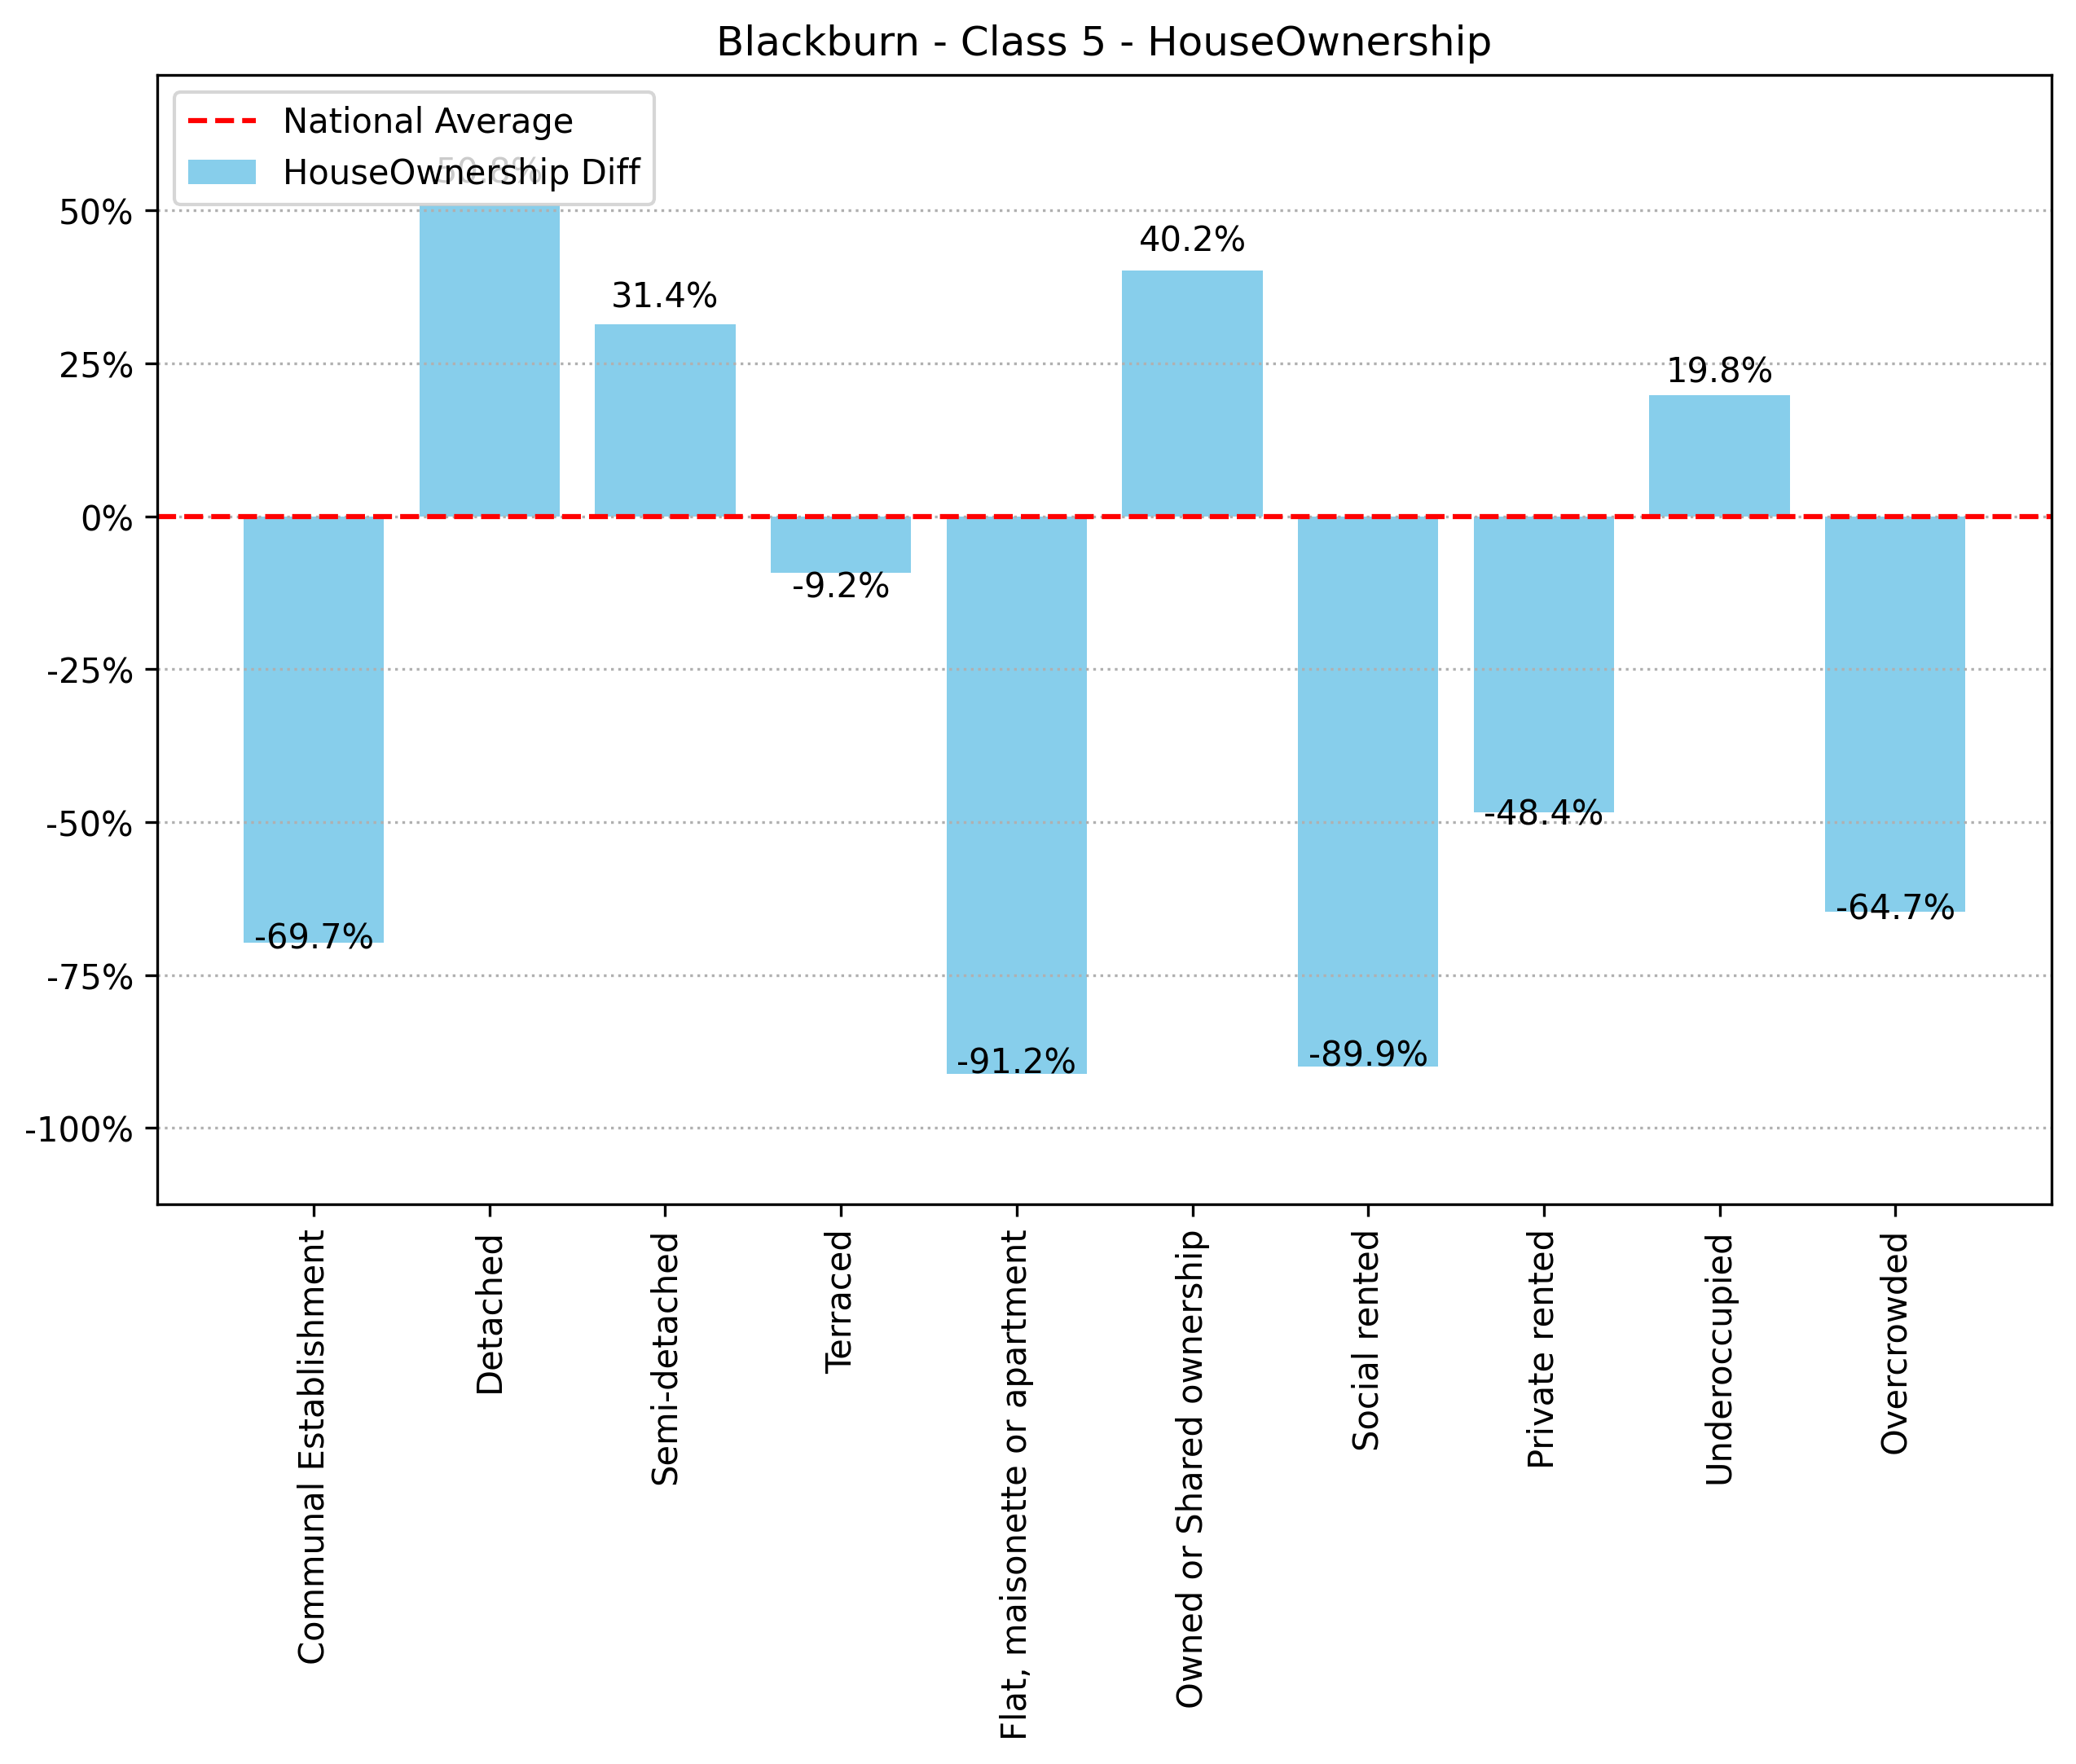 Blackburn - Class 5 - HouseOwnership
National Average
HouseOwnership Diff
50.8%
50%
25%
0%
-25%
-50%
-75%
-100%
-69.7%
31.4%
-9.2%
-91.2%
40.2%
-89.9%
-48.4%
19.8%
-64.7%
Communal Establishment
Detached
Semi-detached
Terraced
Flat, maisonette or apartment
Owned or Shared ownership
Social rented
Private rented
Underoccupied
Overcrowded